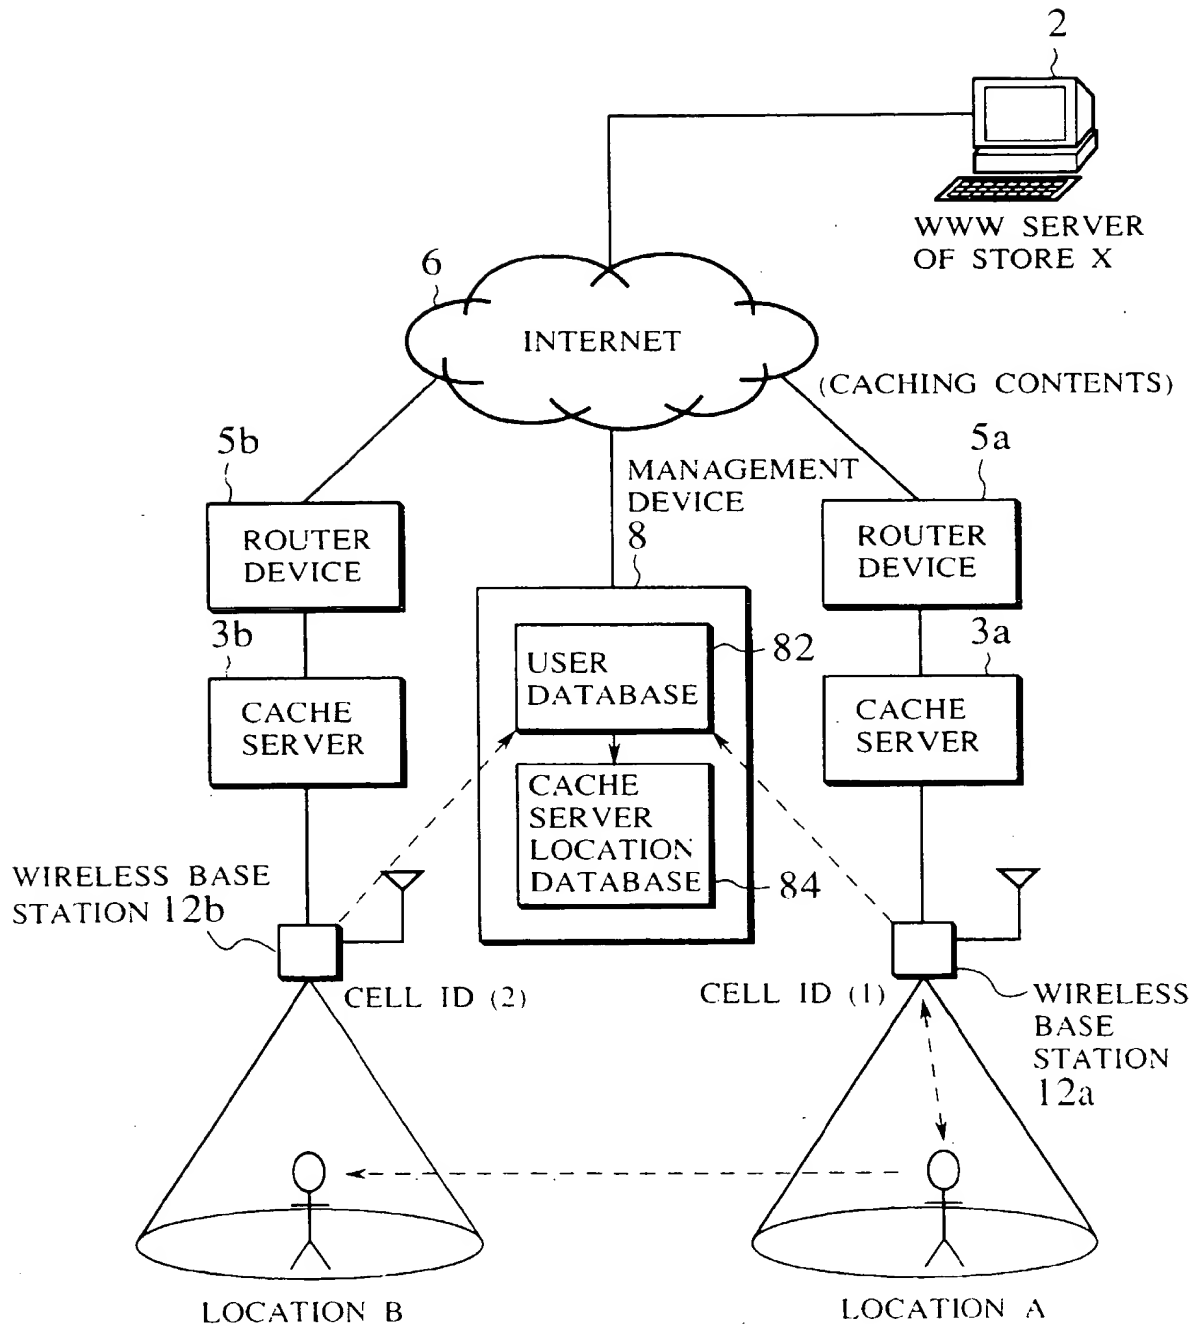 2
WWW SERVER
OF STORE X
6
INTERNET
(CACHING CONTENTS)
5b
5a
MANAGEMENT
DEVICE
8
ROUTER
DEVICE
ROUTER
DEVICE
3b
3a
USER
DATABASE
82
CACHE
SERVER
CACHE
SERVER
CACHE
SERVER
LOCATION
DATABASE
84
WIRELESS BASE
STATION 12b
CELL ID (2)
CELL ID (1)
WIRELESS
BASE
STATION
12a
LOCATION B
LOCATION A